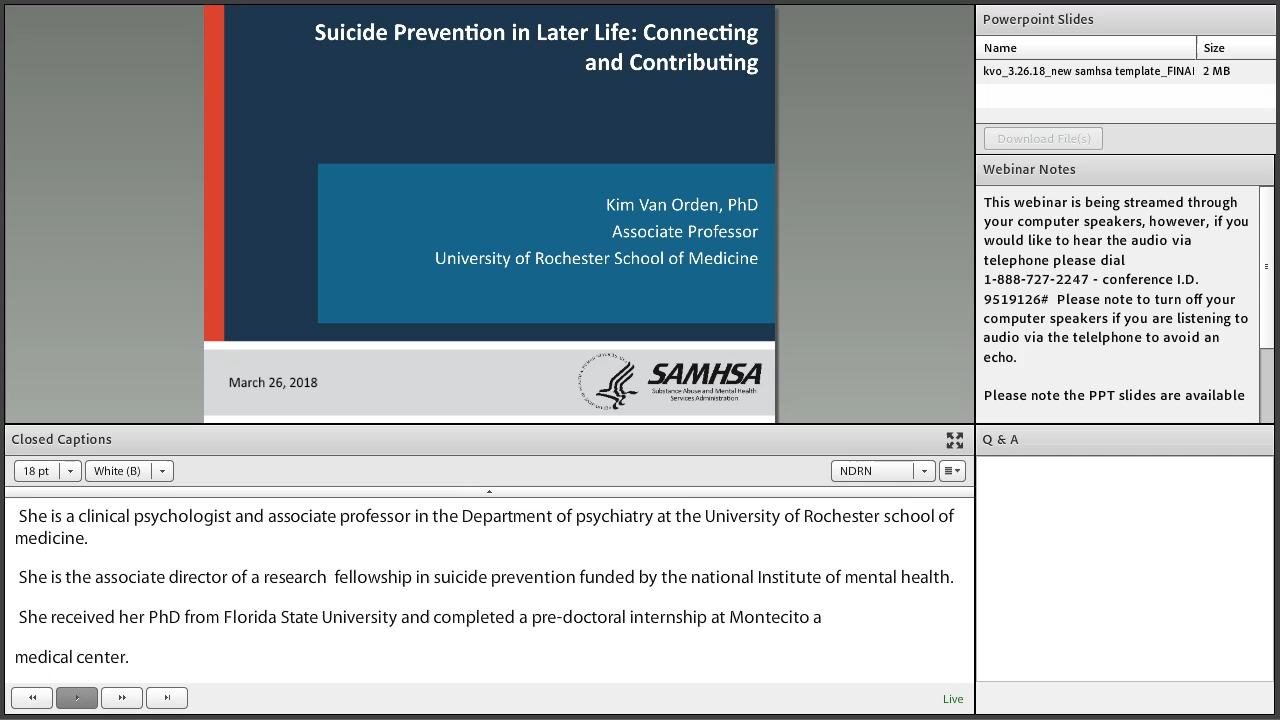 Suicide Prevention in Later Life: Connecting
and Contributing
Kim Van Orden, PhD
Associate Professor
University of Rochester School of Medicine
March 26, 2018
SAMHSA
Substance Abuse and Mental Health
Services Administration
Powerpoint Slides
Name Size
kvo_3.26.18_new samhsa template_FINAl 2 MB
Download File(s)
Webinar Notes
This webinar is being streamed through
your computer speakers, however, if you
would like to hear the audio via
telephone please dial
1-888-727-2247 - conference I.D.
9519126# Please note to turn off your
computer speakers if you are listening to
audio via the telelphone to avoid an
echo.
Please note the PPT slides are available
Closed Captions
18 pt White (B) NDRN
She is a clinical psychologist and associate professor in the Department of psychiatry at the University of Rochester school of
medicine.
She is the associate director of a research fellowship in suicide prevention funded by the national Institute of mental health.
She received her PhD from Florida State University and completed a pre-doctoral internship at Montecito a
medical center.
Live
Q & A